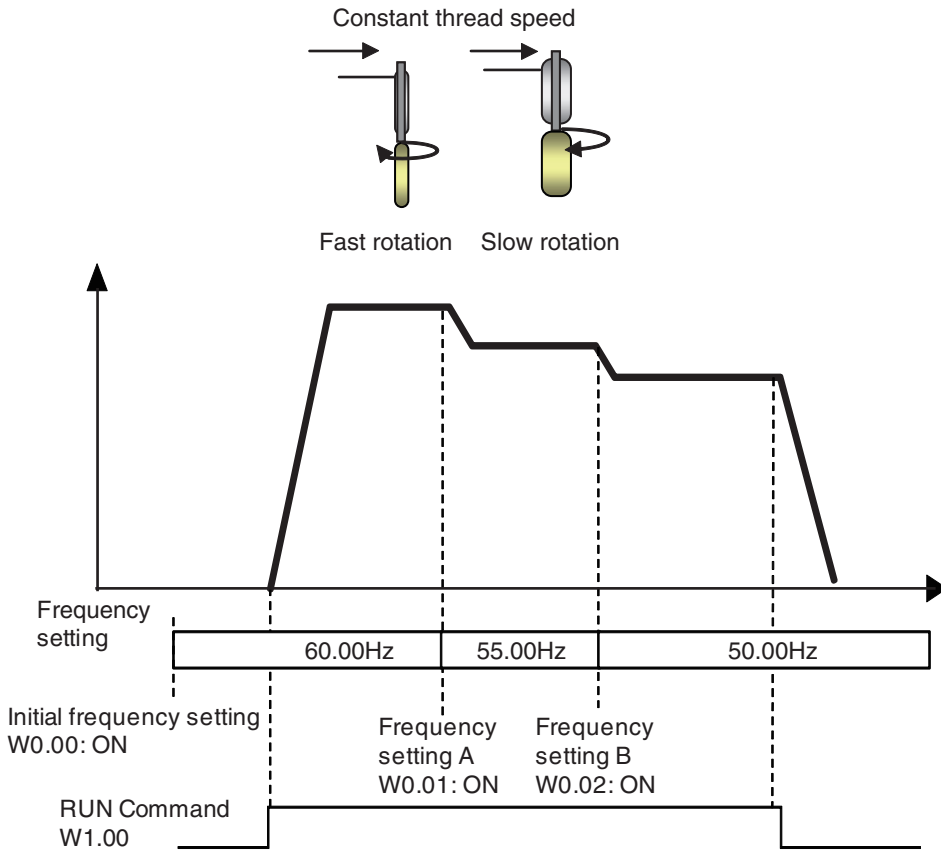 Constant thread speed
Fast rotation
Slow rotation
Frequency
setting
60.00Hz
55.00Hz
50.00Hz
Initial frequency setting
W0.00: ON
Frequency
setting A
W0.01: ON
Frequency
setting B
W0.02: ON
RUN Command
W1.00